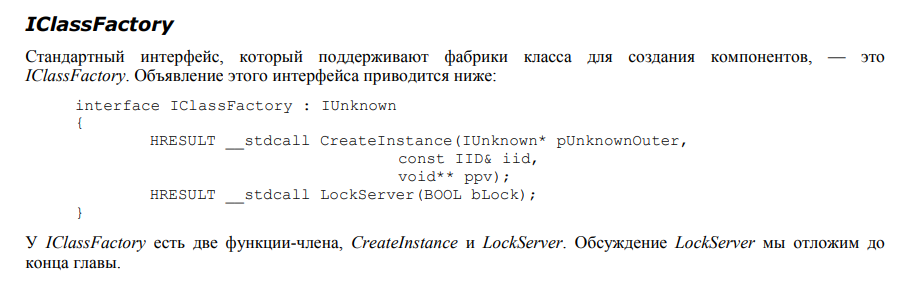 IClassFactory
Стандартный интерфейс, который поддерживают фабрики класса для создания компонентов, — это
IClassFactory. Объявление этого интерфейса приводится ниже:
interface IClassFactory : IUnknown
{
HRESULT __stdcall CreateInstance(IUnknown* pUnknownOuter,
const IID& iid,
void** ppv);
HRESULT __stdcall LockServer(BOOL bLock);
}
У IClassFactory есть две функции-члена, CreateInstance и LockServer. Обсуждение LockServer мы отложим до
конца главы.